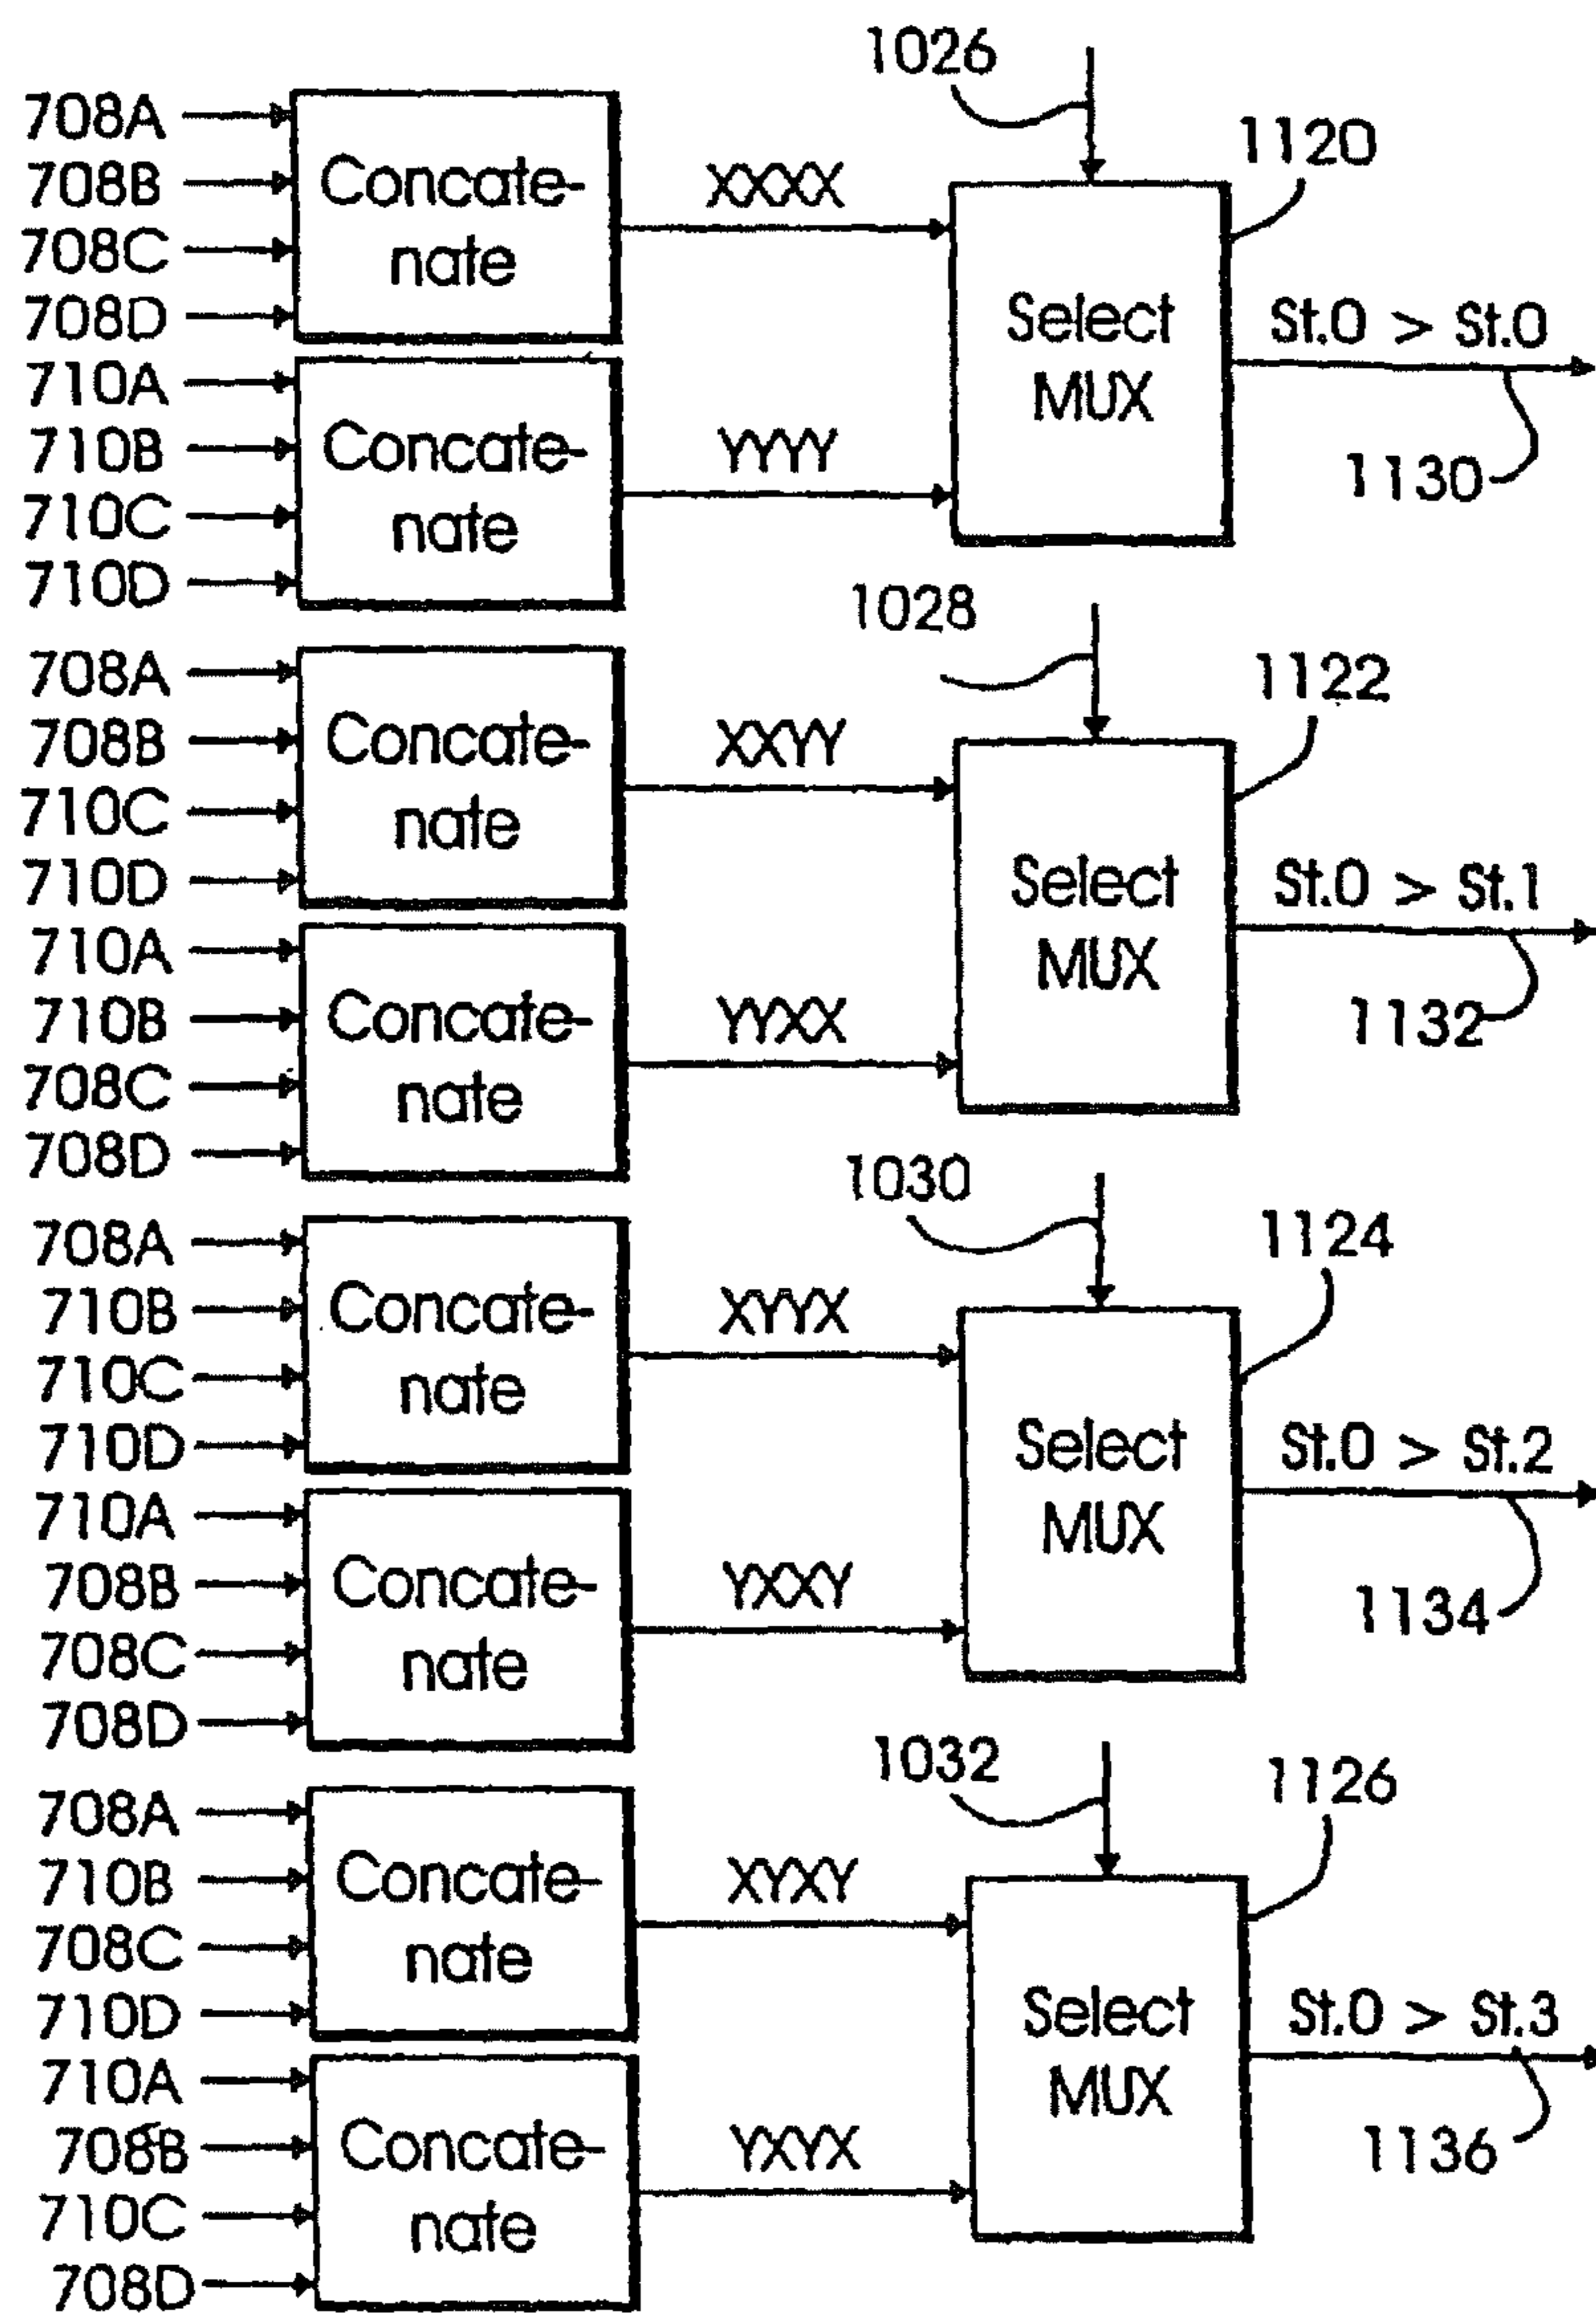 1026
708A
708B
708C
708D
Concate-
nate
XXXX
1120
Select
MUX
St.0 > St.0
1130
710A
710B
710C
710D
Concate-
nate
YYYY
1028
708A
708B
710C
710D
Concate-
nate
XXYY
1122
Select
MUX
St.0 > St.1
1132
710A
710B
708C
708D
Concate-
nate
YYXX
1030
708A
710B
710C
710D
Concate-
nate
XYYX
1124
Select
MUX
St.0 > St.2
1134
710A
708B
708C
708D
Concate-
nate
YXXY
1032
708A
710B
708C
710D
Concate-
nate
XYXY
1126
Select
MUX
St.0 > St.3
1136
710A
708B
710C
708D
Concate-
nate
YXYX